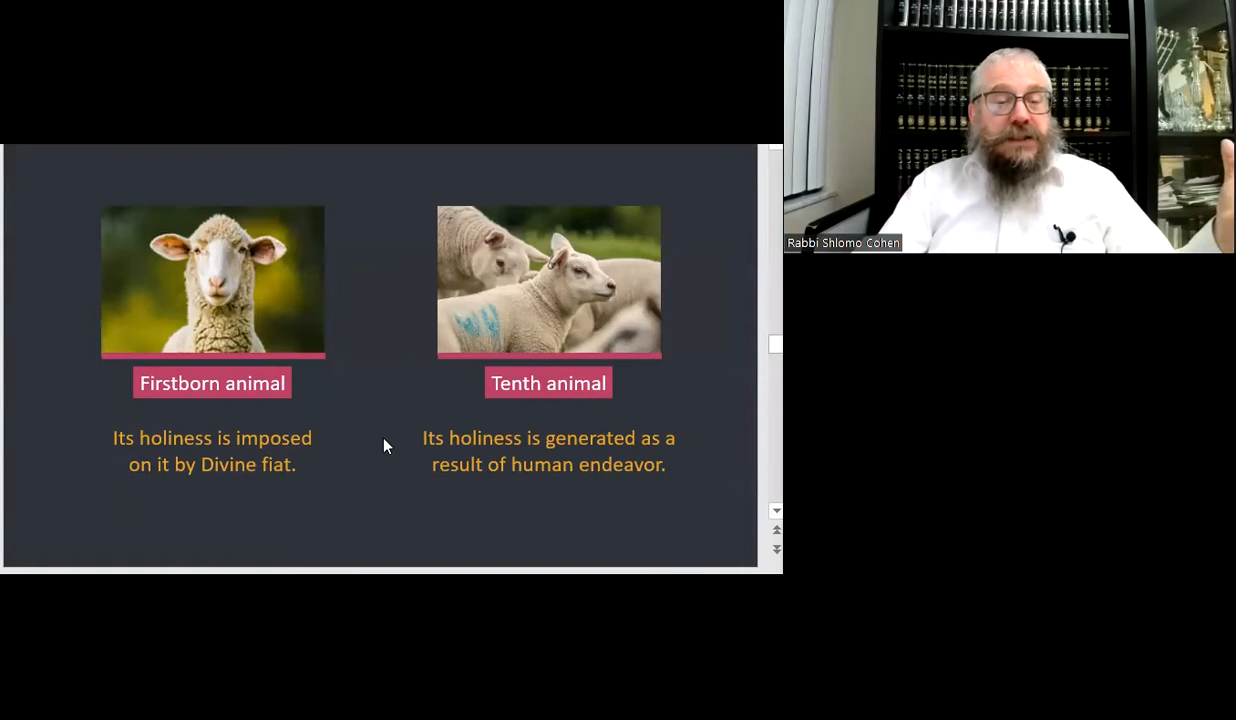 Rabbi Shlomo Cohen
Firstborn animal
Tenth animal
Its holiness is imposed
on it by Divine fiat.
Its holiness is generated as a
result of human endeavor.